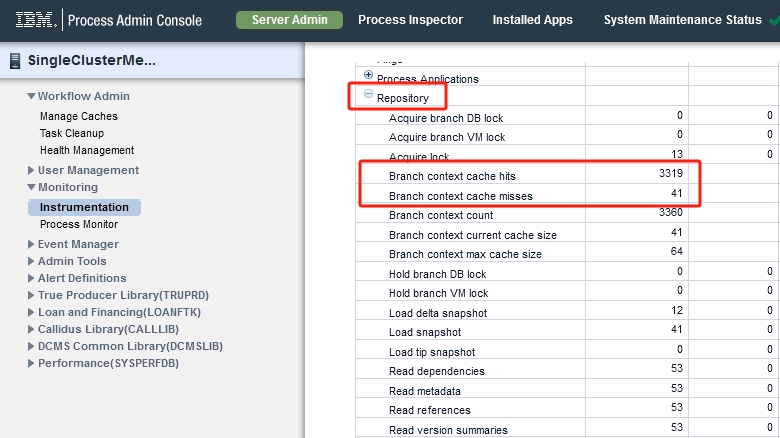 IBM. Process Admin Console Server Admin Process Inspector Installed Apps System Maintenance Status
SingleClusterMe...
Workflow Admin
Manage Caches
Task Cleanup
Health Management
User Management
Monitoring
Instrumentation
Process Monitor
Event Manager
Admin Tools
Alert Definitions
True Producer Library(TRUPRD)
Loan and Financing(LOANFTK)
Callidus Library(CALLLIB)
DCMS Common Library(DCMSLIB)
Performance(SYSPERFDB)
Process Applications
Repository
Acquire branch DB lock 0 0
Acquire branch VM lock 0 0
Acquire lock 13 0
Branch context cache hits 3319
Branch context cache misses 41
Branch context count 3360
Branch context current cache size 41
Branch context max cache size 64
Hold branch DB lock 0 0
Hold branch VM lock 0 0
Load delta snapshot 12 0
Load snapshot 41 0
Load tip snapshot 0 0
Read dependencies 53 0
Read metadata 53 0
Read references 53 0
Read version summaries 53 0